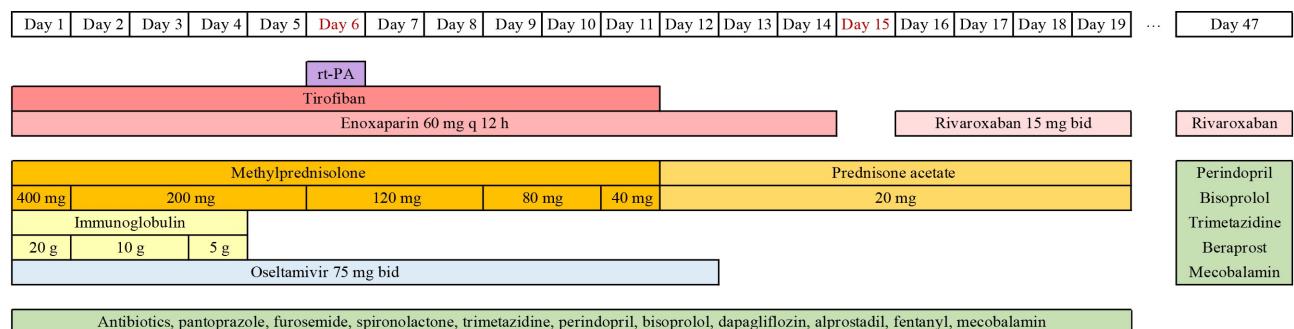 Day 1 Day 2 Day 3 Day 4 Day 5 Day 6 Day 7 Day 8 Day 9 Day 10 Day 11 Day 12 Day 13 Day 14 Day 15 Day 16 Day 17 Day 18 Day 19 ... Day 47
rt-PA
Tirofiban
Enoxaparin 60 mg q 12 h Rivaroxaban 15 mg bid Rivaroxaban
Methylprednisolone Prednisone acetate Perindopril
400 mg 200 mg 120 mg 80 mg 40 mg 20 mg Bisoprolol
Immunoglobulin Trimetazidine
20 g 10 g 5 g Beraprost
Oseltamivir 75 mg bid Mecobalamin
Antibiotics, pantoprazole, furosemide, spironolactone, trimetazidine, perindopril, bisoprolol, dapagliflozin, alprostadil, fentanyl, mecobalamin